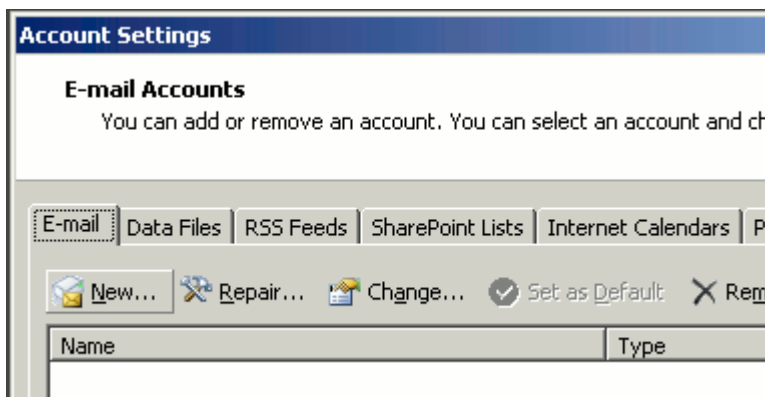 Account Settings
E-mail Accounts
You can add or remove an account. You can select an account and
E-mail Data Files RSS Feeds SharePoint Lists Internet Calendars
New... Repair... Change... Set as Default
Name Type